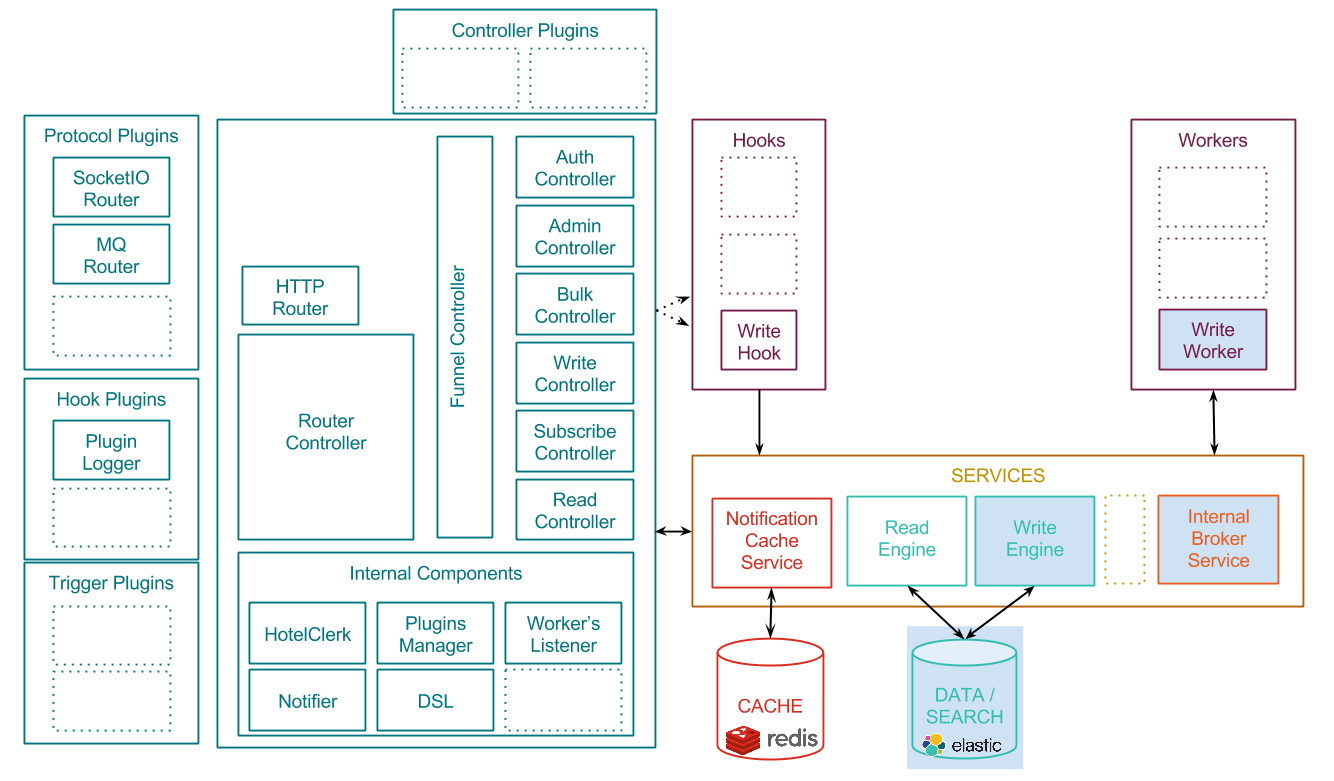 Controller Plugins
Protocol Plugins
SocketIO
Router
MQ
Router
Hook Plugins
Plugin
Logger
Trigger Plugins
HTTP
Router
Router
Controller
Funnel Controller
Auth
Controller
Admin
Controller
Bulk
Controller
Write
Controller
Subscribe
Controller
Read
Controller
Internal Components
HotelClerk
Plugins
Manager
Worker's
Listener
Notifier
DSL
Hooks
Write
Hook
Workers
Write
Worker
SERVICES
Notification
Cache
Service
Read
Engine
Write
Engine
Internal
Broker
Service
CACHE
redis
DATA /
SEARCH
elastic